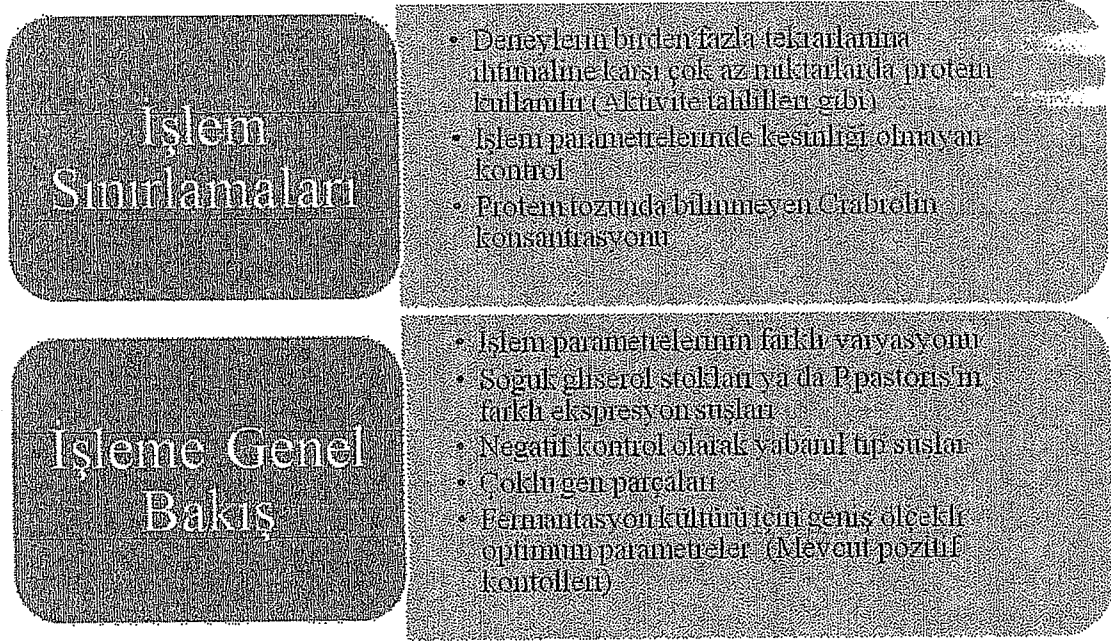 İşlem
Sınırlamaları
• Deneylerin birden fazla tekrarlanma
ihtimaline karşı çok az miktarlarda protein
kullanılır (Aktivite tahlilleri gibi)
• İşlem parametrelerinde kesinliği olmayan
kontrol
• Protein tozunda bilinmeyen Crabrolin
konsantrasyonu
İşleme Genel
Bakış
• İşlem parametrelerinin farklı varyasyonu
• Soğuk gliserol stokları ya da P.pastoris'in
farklı ekspresyon suşları
• Negatif kontrol olarak yabanıl tip suşlar
• Çoklu gen parçaları
• Fermantasyon kültürü için geniş ölçekli
optimum parametreler (Mevcut pozitif
kontolleri)